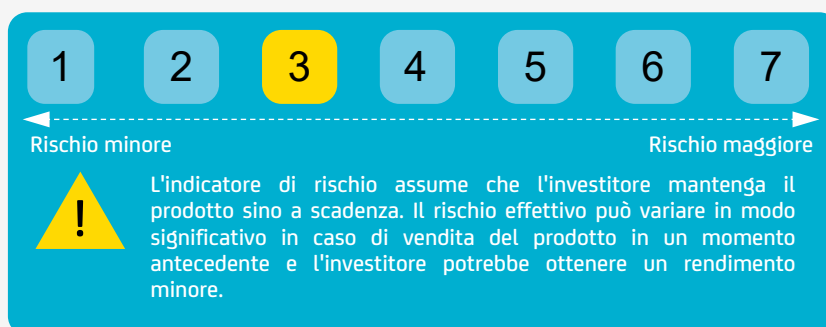 1 2 3 4 5 6 7
Rischio minore Rischio maggiore
!
L'indicatore di rischio assume che l'investitore mantenga il
prodotto sino a scadenza. Il rischio effettivo può variare in modo
significativo in caso di vendita del prodotto in un momento
antecedente e l'investitore potrebbe ottenere un rendimento
minore.